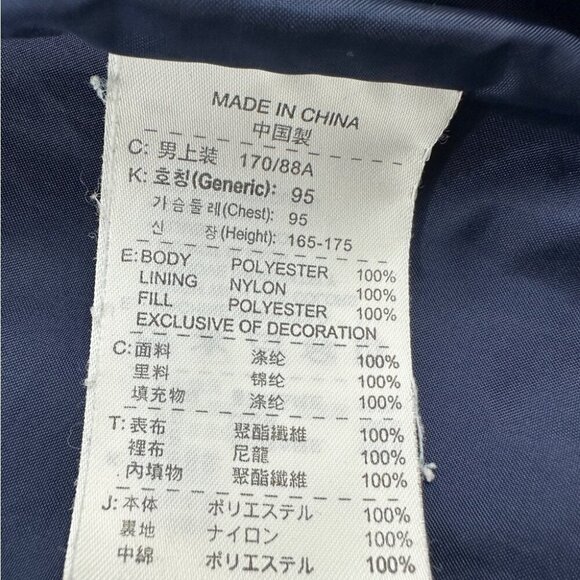 MADE IN CHINA
中国製
C: 男上装 170/88A
K: 호칭(Generic): 95
가슴둘레(Chest): 95
신 장(Height): 165-175
E:BODY POLYESTER 100%
LINING NYLON 100%
FILL POLYESTER 100%
EXCLUSIVE OF DECORATION
C:面料 涤纶 100%
里料 锦纶 100%
填充物 涤纶 100%
T: 表布 聚酯纖維 100%
裡布 尼龍 100%
內填物 聚酯纖維 100%
J: 本体 ポリエステル 100%
裏地 ナイロン 100%
中綿 ポリエステル 100%